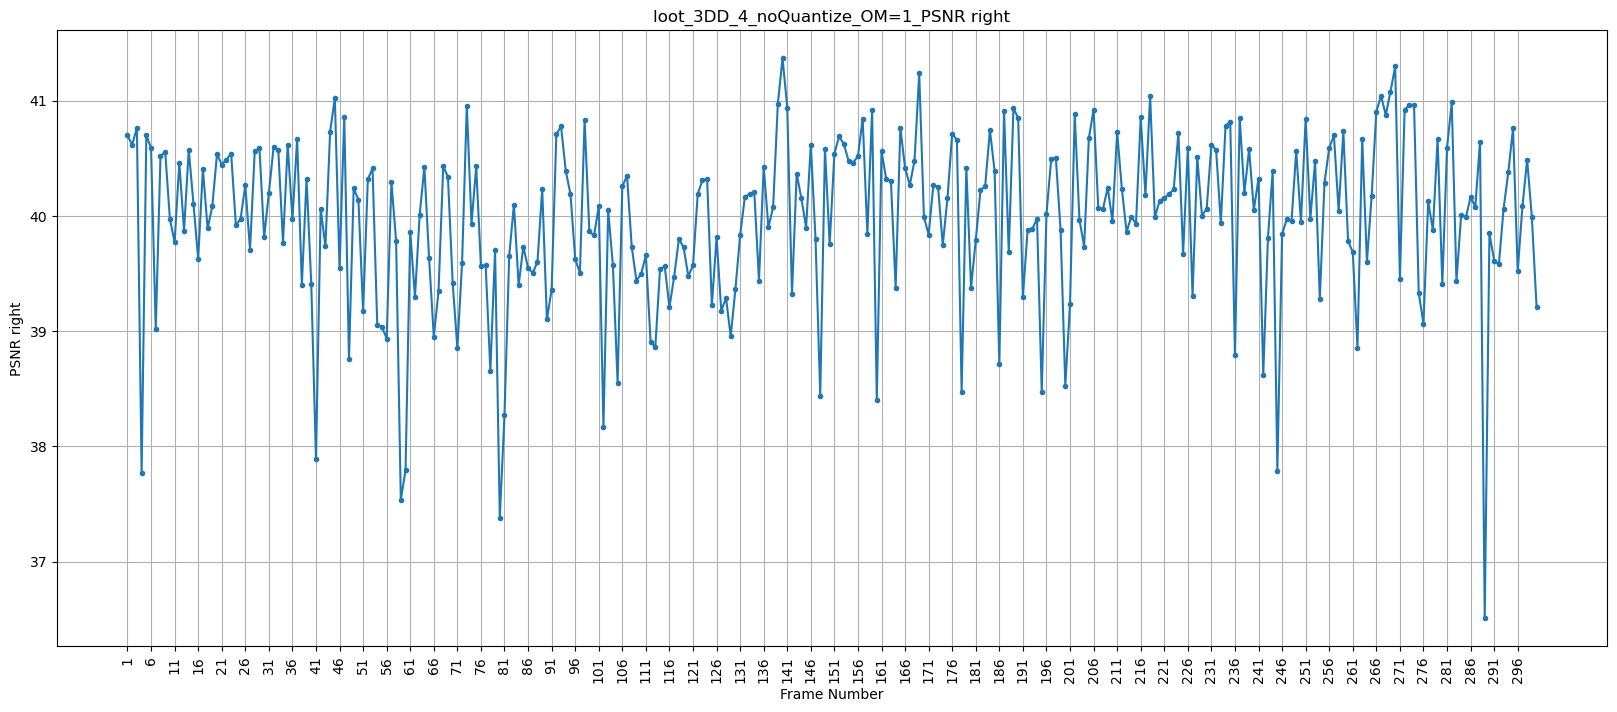 loot_3DD_4_noQuantize_OM=1_PSNR right
41
40
39
38
37
PSNR right
1 6 11 16 21 26 31 36 41 46 51 56 61 66 71 76 81 86 91 96 101 106 111 116 121 126 131 136 141 146 151 156 161 166 171 176 181 186 191 196 201 206 211 216 221 226 231 236 241 246 251 256 261 266 271 276 281 286 291 296
Frame Number